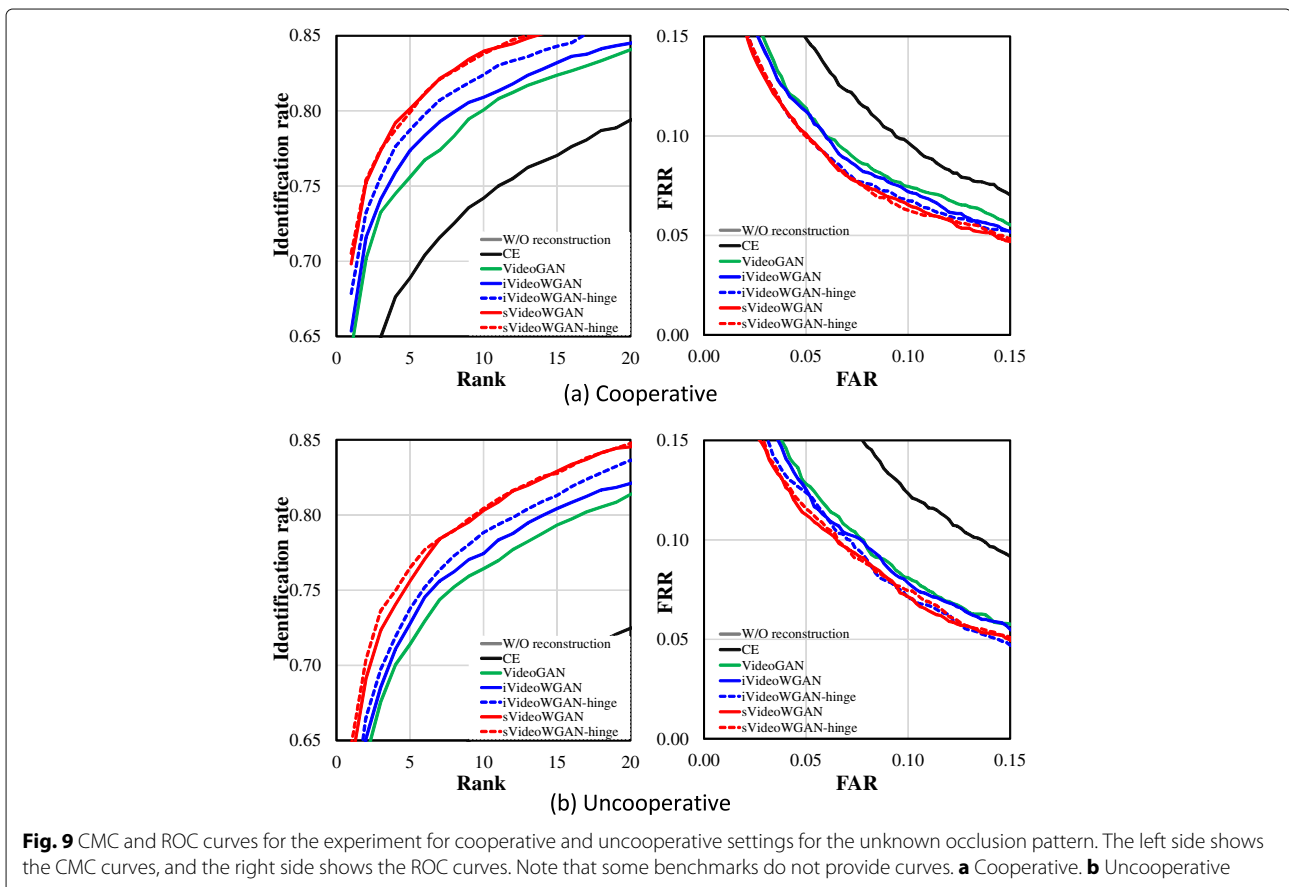 0.85
0.80
0.75
0.70
0.65
Identification rate
0
5
10
15
20
Rank
W/O reconstruction
CE
VideoGAN
iVideoWGAN
iVideoWGAN-hinge
sVideoWGAN
sVideoWGAN-hinge
0.15
0.10
0.05
0.00
FRR
0.00
0.05
0.10
0.15
FAR
W/O reconstruction
CE
VideoGAN
iVideoWGAN
iVideoWGAN-hinge
sVideoWGAN
sVideoWGAN-hinge
(a) Cooperative
0.85
0.80
0.75
0.70
0.65
Identification rate
0
5
10
15
20
Rank
W/O reconstruction
CE
VideoGAN
iVideoWGAN
iVideoWGAN-hinge
sVideoWGAN
sVideoWGAN-hinge
0.15
0.10
0.05
0.00
FRR
0.00
0.05
0.10
0.15
FAR
W/O reconstruction
CE
VideoGAN
iVideoWGAN
iVideoWGAN-hinge
sVideoWGAN
sVideoWGAN-hinge
(b) Uncooperative
Fig. 9 CMC and ROC curves for the experiment for cooperative and uncooperative settings for the unknown occlusion pattern. The left side shows
the CMC curves, and the right side shows the ROC curves. Note that some benchmarks do not provide curves. a Cooperative. b Uncooperative